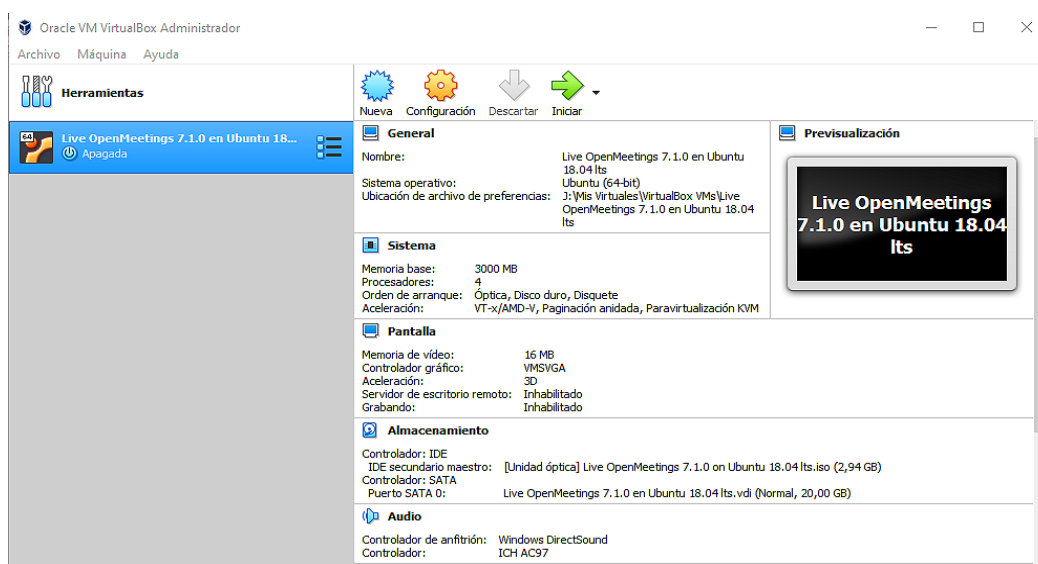 Oracle VM VirtualBox Administrador
Archivo Máquina Ayuda
Herramientas
Nueva Configuración Descartar Iniciar
64
Live OpenMeetings 7.1.0 en Ubuntu 18...
Apagada
General
Nombre: Live OpenMeetings 7.1.0 en Ubuntu
18.04 lts
Sistema operativo: Ubuntu (64-bit)
Ubicación de archivo de preferencias: J:\Mis Virtuales\VirtualBox VMs\Live
OpenMeetings 7.1.0 en Ubuntu 18.04
lts
Previsualización
Live OpenMeetings
7.1.0 en Ubuntu 18.04
lts
Sistema
Memoria base: 3000 MB
Procesadores: 4
Orden de arranque: Óptica, Disco duro, Disquete
Aceleración: VT-x/AMD-V, Paginación anidada, Paravirtualización KVM
Pantalla
Memoria de vídeo: 16 MB
Controlador gráfico: VMSVGA
Aceleración: 3D
Servidor de escritorio remoto: Inhabilitado
Grabando: Inhabilitado
Almacenamiento
Controlador: IDE
IDE secundario maestro: [Unidad óptica] Live OpenMeetings 7.1.0 on Ubuntu 18.04 lts.iso (2,94 GB)
Controlador: SATA
Puerto SATA 0: Live OpenMeetings 7.1.0 en Ubuntu 18.04 lts.vdi (Normal, 20,00 GB)
Audio
Controlador de anfitrión: Windows DirectSound
Controlador: ICH AC97